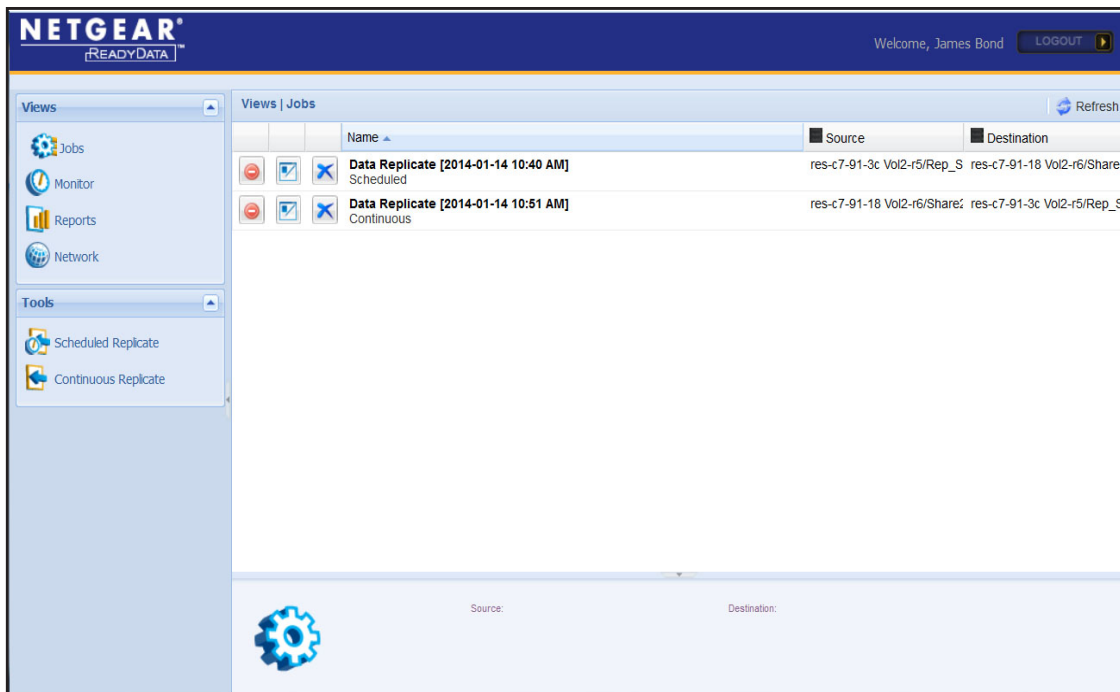 NETGEAR®
READYDATA™
Welcome, James Bond
LOGOUT
Views
Jobs
Monitor
Reports
Network
Tools
Scheduled Replicate
Continuous Replicate
Views | Jobs
Refresh
Name
Source
Destination
Data Replicate [2014-01-14 10:40 AM]
Scheduled
res-c7-91-3c Vol2-r5/Rep_S
res-c7-91-18 Vol2-r6/Share
Data Replicate [2014-01-14 10:51 AM]
Continuous
res-c7-91-18 Vol2-r6/Share2
res-c7-91-3c Vol2-r5/Rep_S
Source:
Destination: